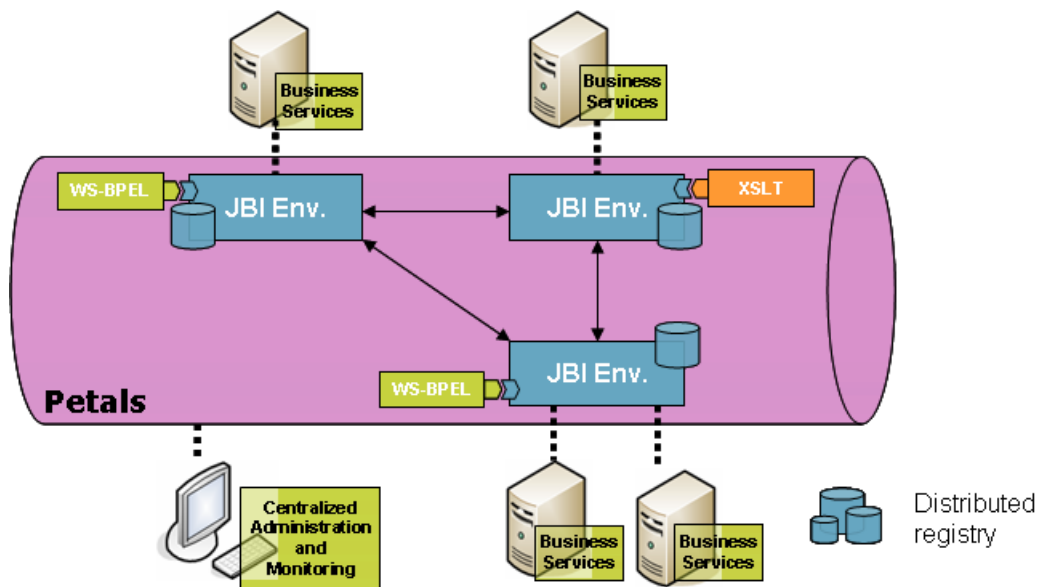 Business
Services
Business
Services
WS-BPEL
JBI Env.
JBI Env.
XSLT
JBI Env.
WS-BPEL
Petals
Centralized
Administration
and
Monitoring
Business
Services
Business
Services
Distributed
registry